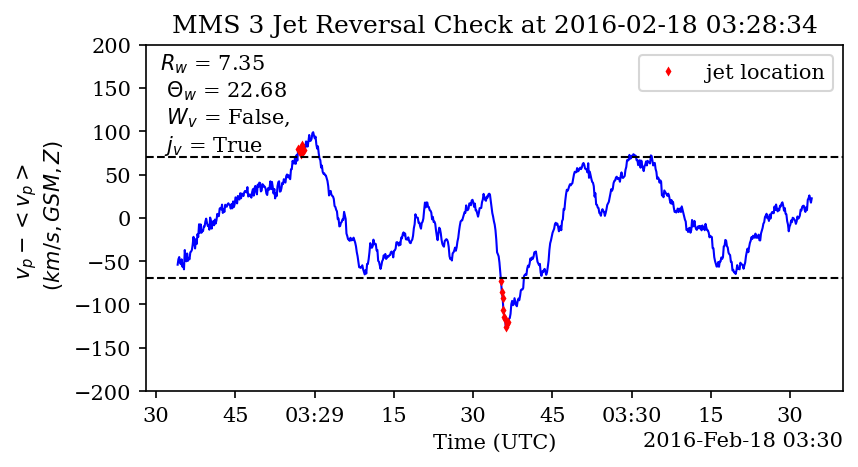 MMS 3 Jet Reversal Check at 2016-02-18 03:28:34
R_w = 7.35
Θ_w = 22.68
W_v = False,
j_v = True
jet location
v_p − < v_p >
(km/s, GSM, Z)
200
150
100
50
0
−50
−100
−150
−200
30 45 03:29 15 30 45 03:30 15 30
Time (UTC)
2016-Feb-18 03:30